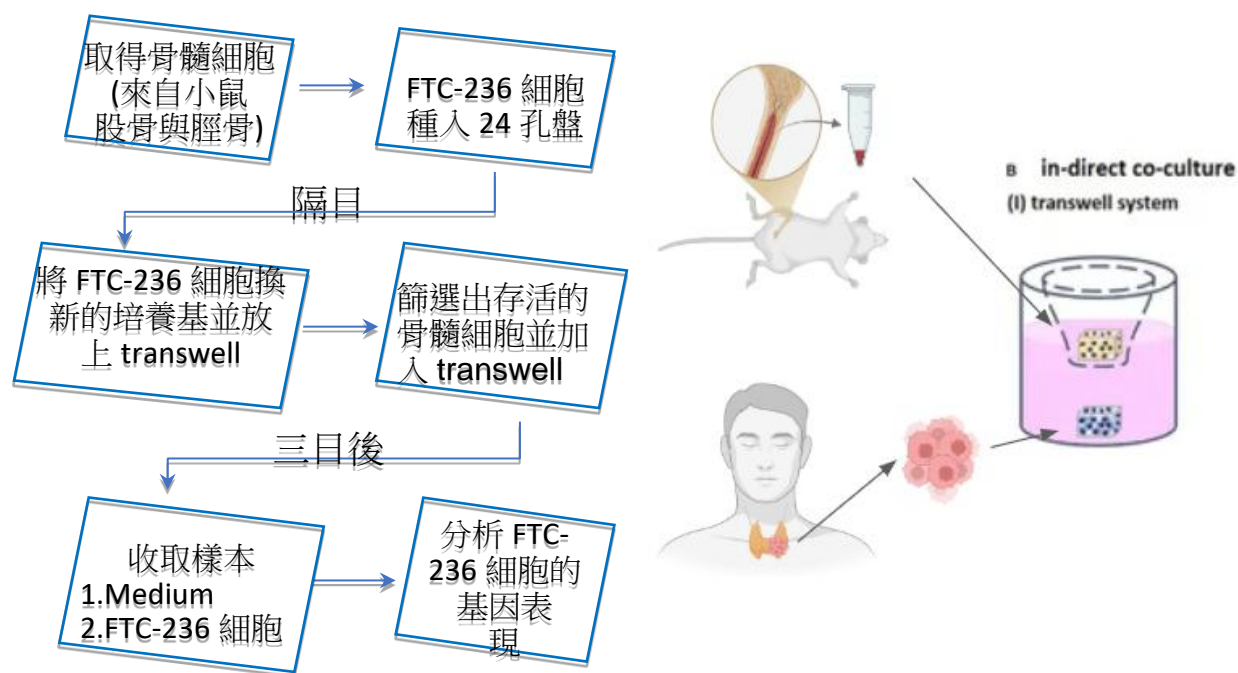 取得骨髓細胞
(來自小鼠
股骨與脛骨)
FTC-236 細胞
種入 24 孔盤
隔目
將 FTC-236 細胞換
新的培養基並放
上 transwell
篩選出存活的
骨髓細胞並加
入 transwell
三目後
收取樣本
1.Medium
2.FTC-236 細胞
分析 FTC-
236 細胞的
基因表
現
B in-direct co-culture
(I) transwell system